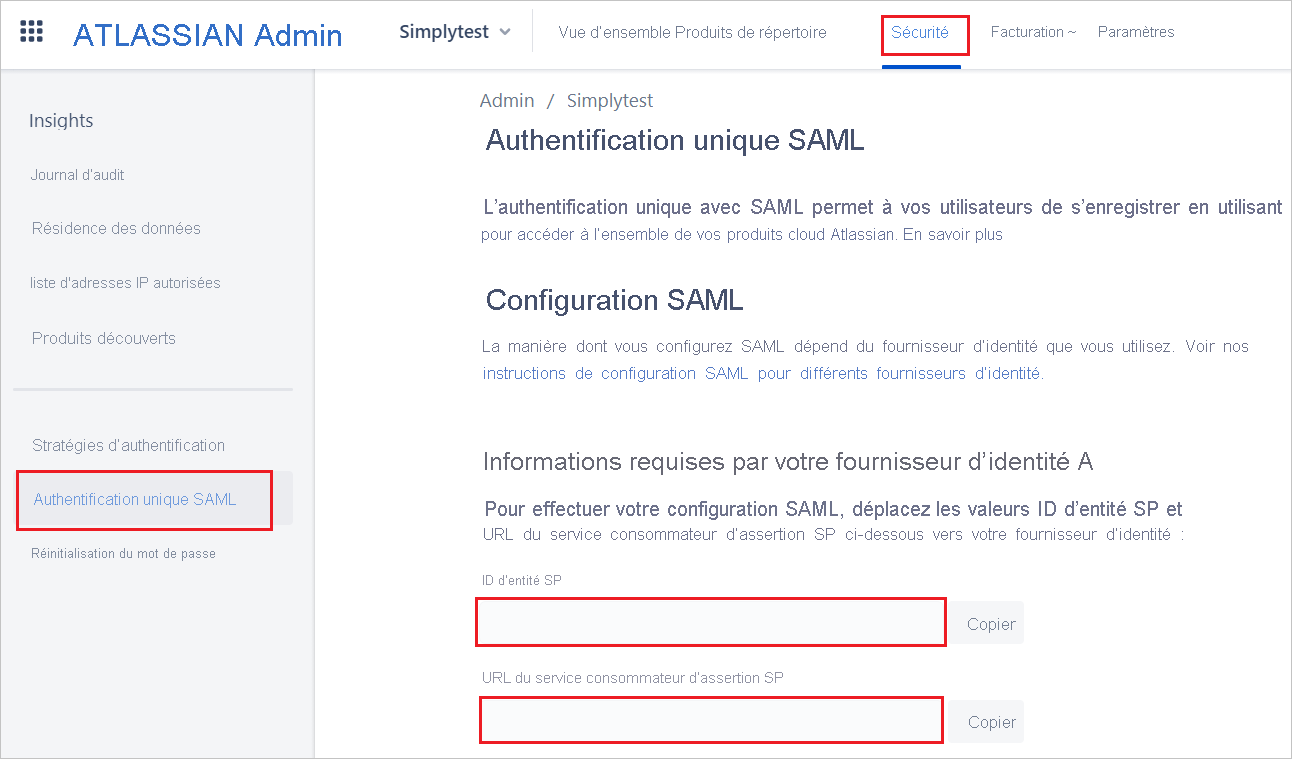 ATLASSIAN Admin
Simplytest
Vue d'ensemble Produits de répertoire
Sécurité
Facturation ~
Paramètres
Insights
Journal d'audit
Résidence des données
liste d'adresses IP autorisées
Produits découverts
Stratégies d'authentification
Authentification unique SAML
Réinitialisation du mot de passe
Admin / Simplytest
Authentification unique SAML
L'authentification unique avec SAML permet à vos utilisateurs de s'enregistrer en utilisant
pour accéder à l'ensemble de vos produits cloud Atlassian. En savoir plus
Configuration SAML
La manière dont vous configurez SAML dépend du fournisseur d'identité que vous utilisez. Voir nos
instructions de configuration SAML pour différents fournisseurs d'identité.
Informations requises par votre fournisseur d'identité A
Pour effectuer votre configuration SAML, déplacez les valeurs ID d'entité SP et
URL du service consommateur d'assertion SP ci-dessous vers votre fournisseur d'identité :
ID d'entité SP
Copier
URL du service consommateur d'assertion SP
Copier